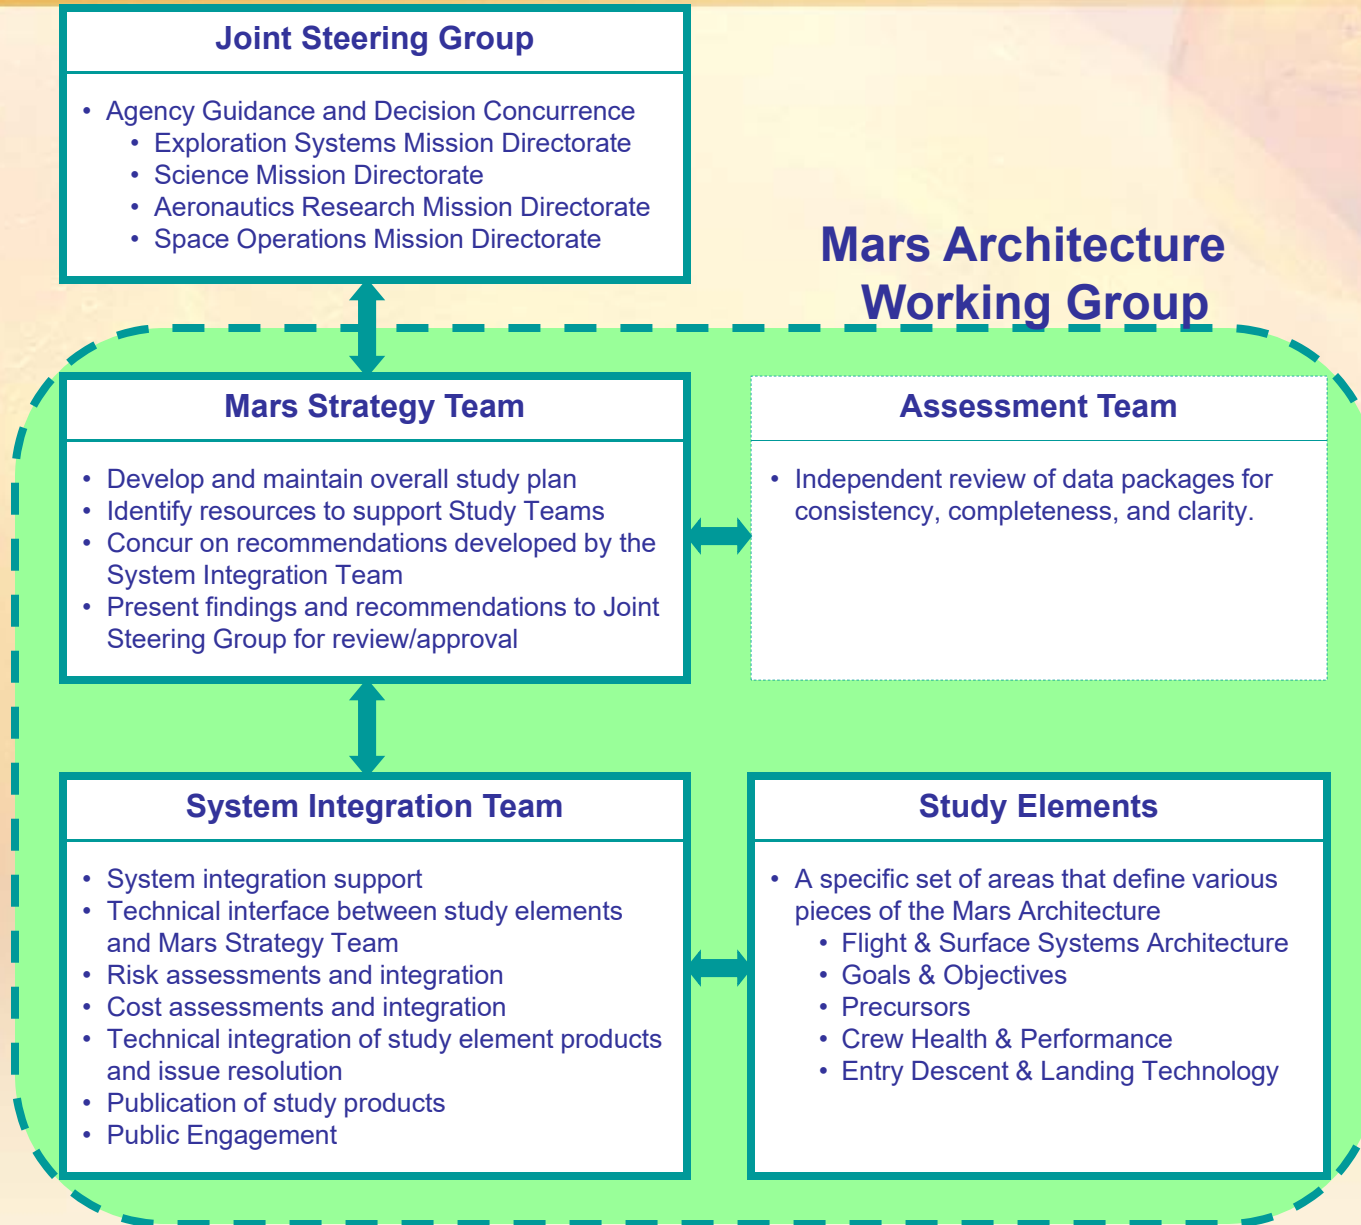 Joint Steering Group
• Agency Guidance and Decision Concurrence
• Exploration Systems Mission Directorate
• Science Mission Directorate
• Aeronautics Research Mission Directorate
• Space Operations Mission Directorate
Mars Architecture
Working Group
Mars Strategy Team
• Develop and maintain overall study plan
• Identify resources to support Study Teams
• Concur on recommendations developed by the
System Integration Team
• Present findings and recommendations to Joint
Steering Group for review/approval
Assessment Team
• Independent review of data packages for
consistency, completeness, and clarity.
System Integration Team
• System integration support
• Technical interface between study elements
and Mars Strategy Team
• Risk assessments and integration
• Cost assessments and integration
• Technical integration of study element products
and issue resolution
• Publication of study products
• Public Engagement
Study Elements
• A specific set of areas that define various
pieces of the Mars Architecture
• Flight & Surface Systems Architecture
• Goals & Objectives
• Precursors
• Crew Health & Performance
• Entry Descent & Landing Technology